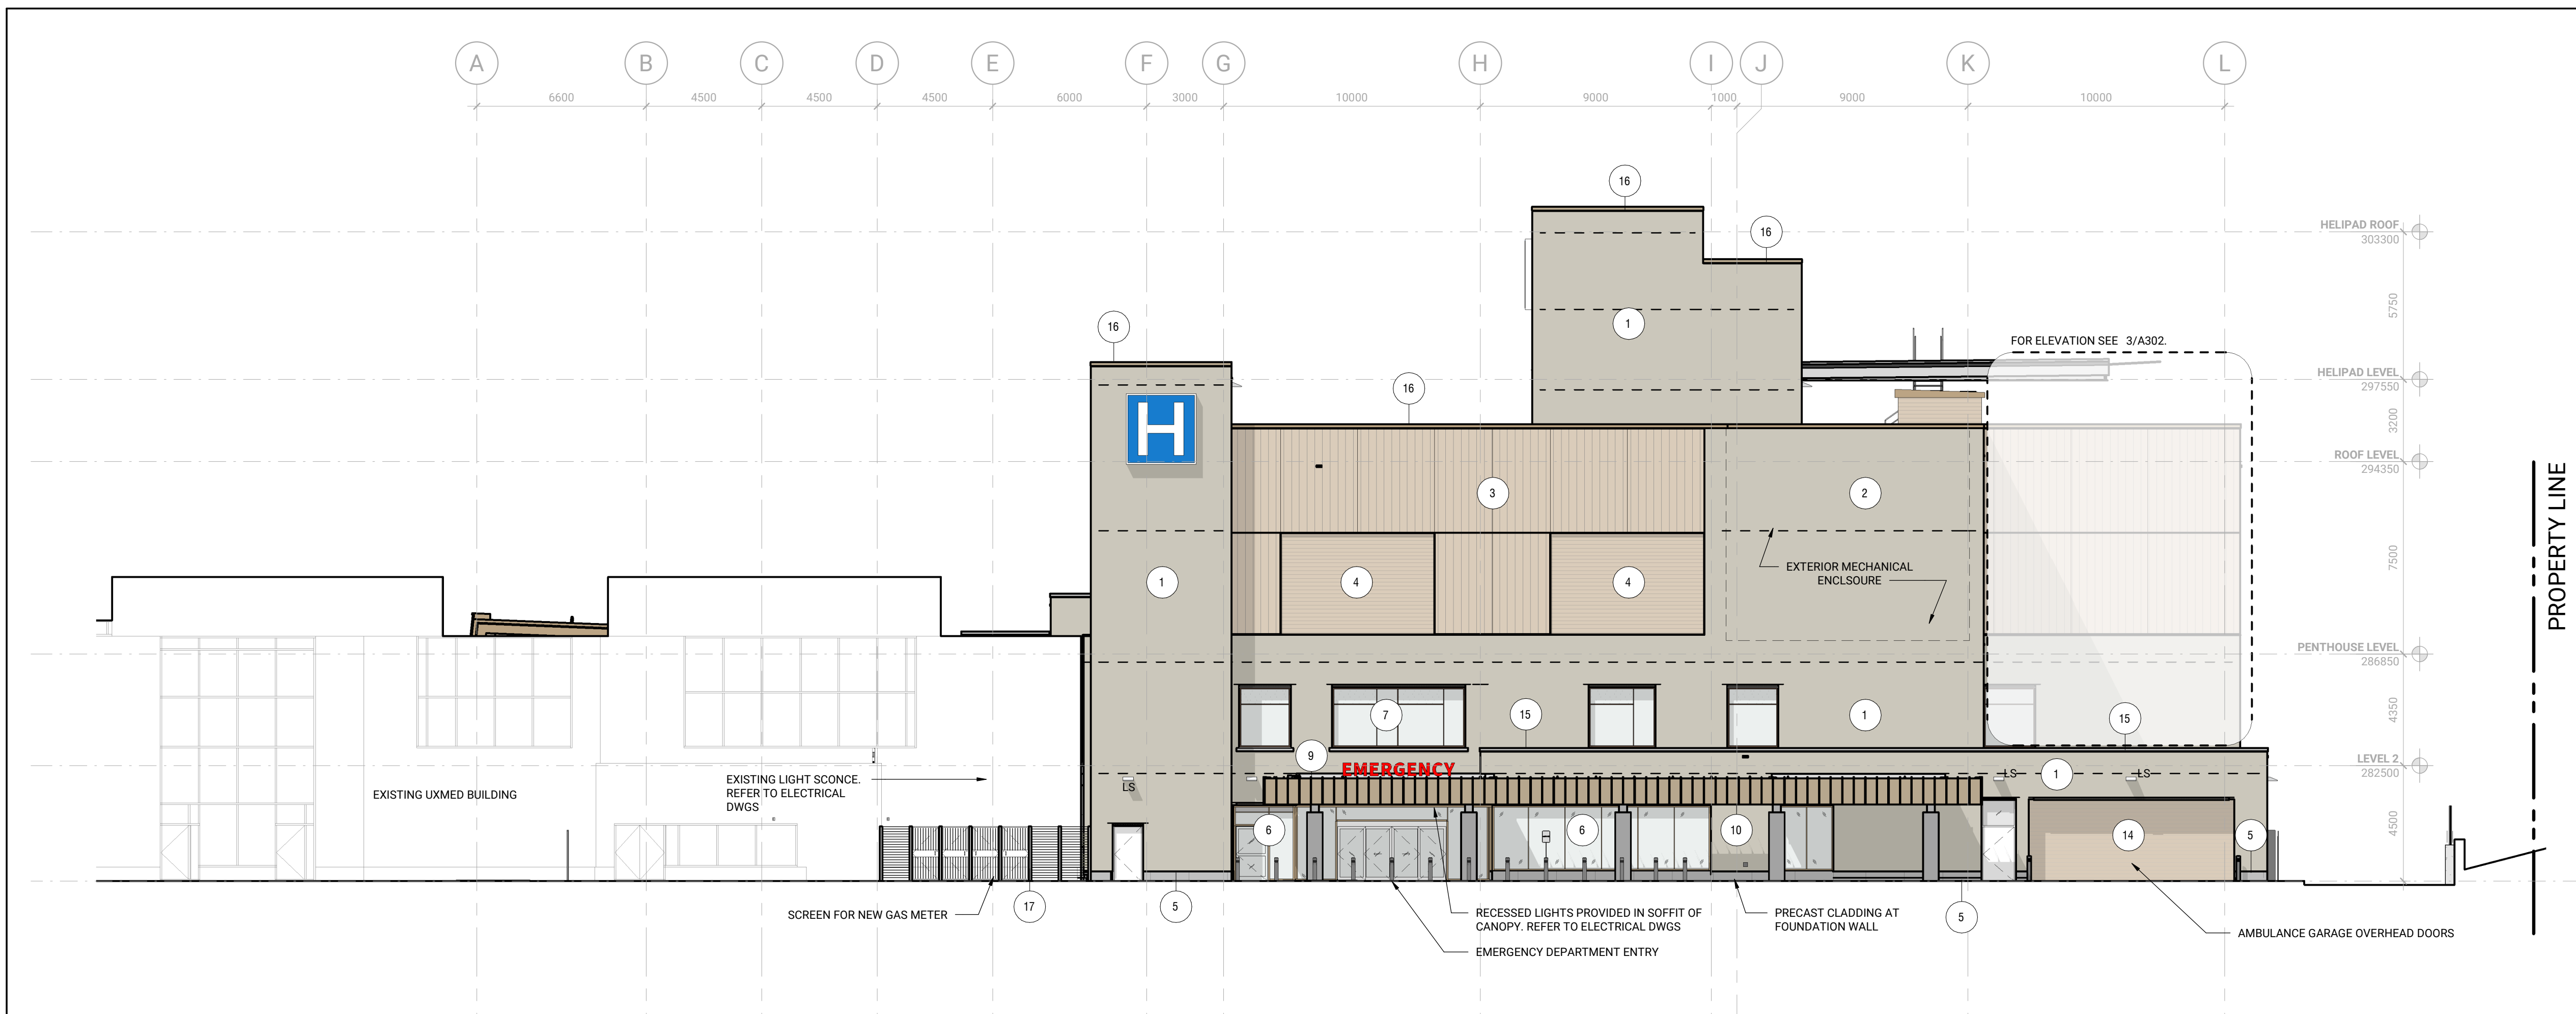 A B C D E F G H I J K L
6600 4500 4500 4500 6000 3000 10000 9000 1000 9000 10000
16
HELIPAD ROOF
303300
16
5750
1
16
FOR ELEVATION SEE 3/A302.
HELIPAD LEVEL
297550
16
3200
H
ROOF LEVEL
294350
3
2
PROPERTY LINE
7500
EXTERIOR MECHANICAL
ENCLSOURE
1
4
4
PENTHOUSE LEVEL
286850
4350
7
15
1
15
9
EMERGENCY
LEVEL 2
282500
EXISTING LIGHT SCONCE.
REFER TO ELECTRICAL
DWGS
EXISTING UXMED BUILDING
LS
LS
1
LS
4500
6
6
10
14
5
17
5
5
SCREEN FOR NEW GAS METER
RECESSED LIGHTS PROVIDED IN SOFFIT OF
CANOPY. REFER TO ELECTRICAL DWGS
PRECAST CLADDING AT
FOUNDATION WALL
AMBULANCE GARAGE OVERHEAD DOORS
EMERGENCY DEPARTMENT ENTRY